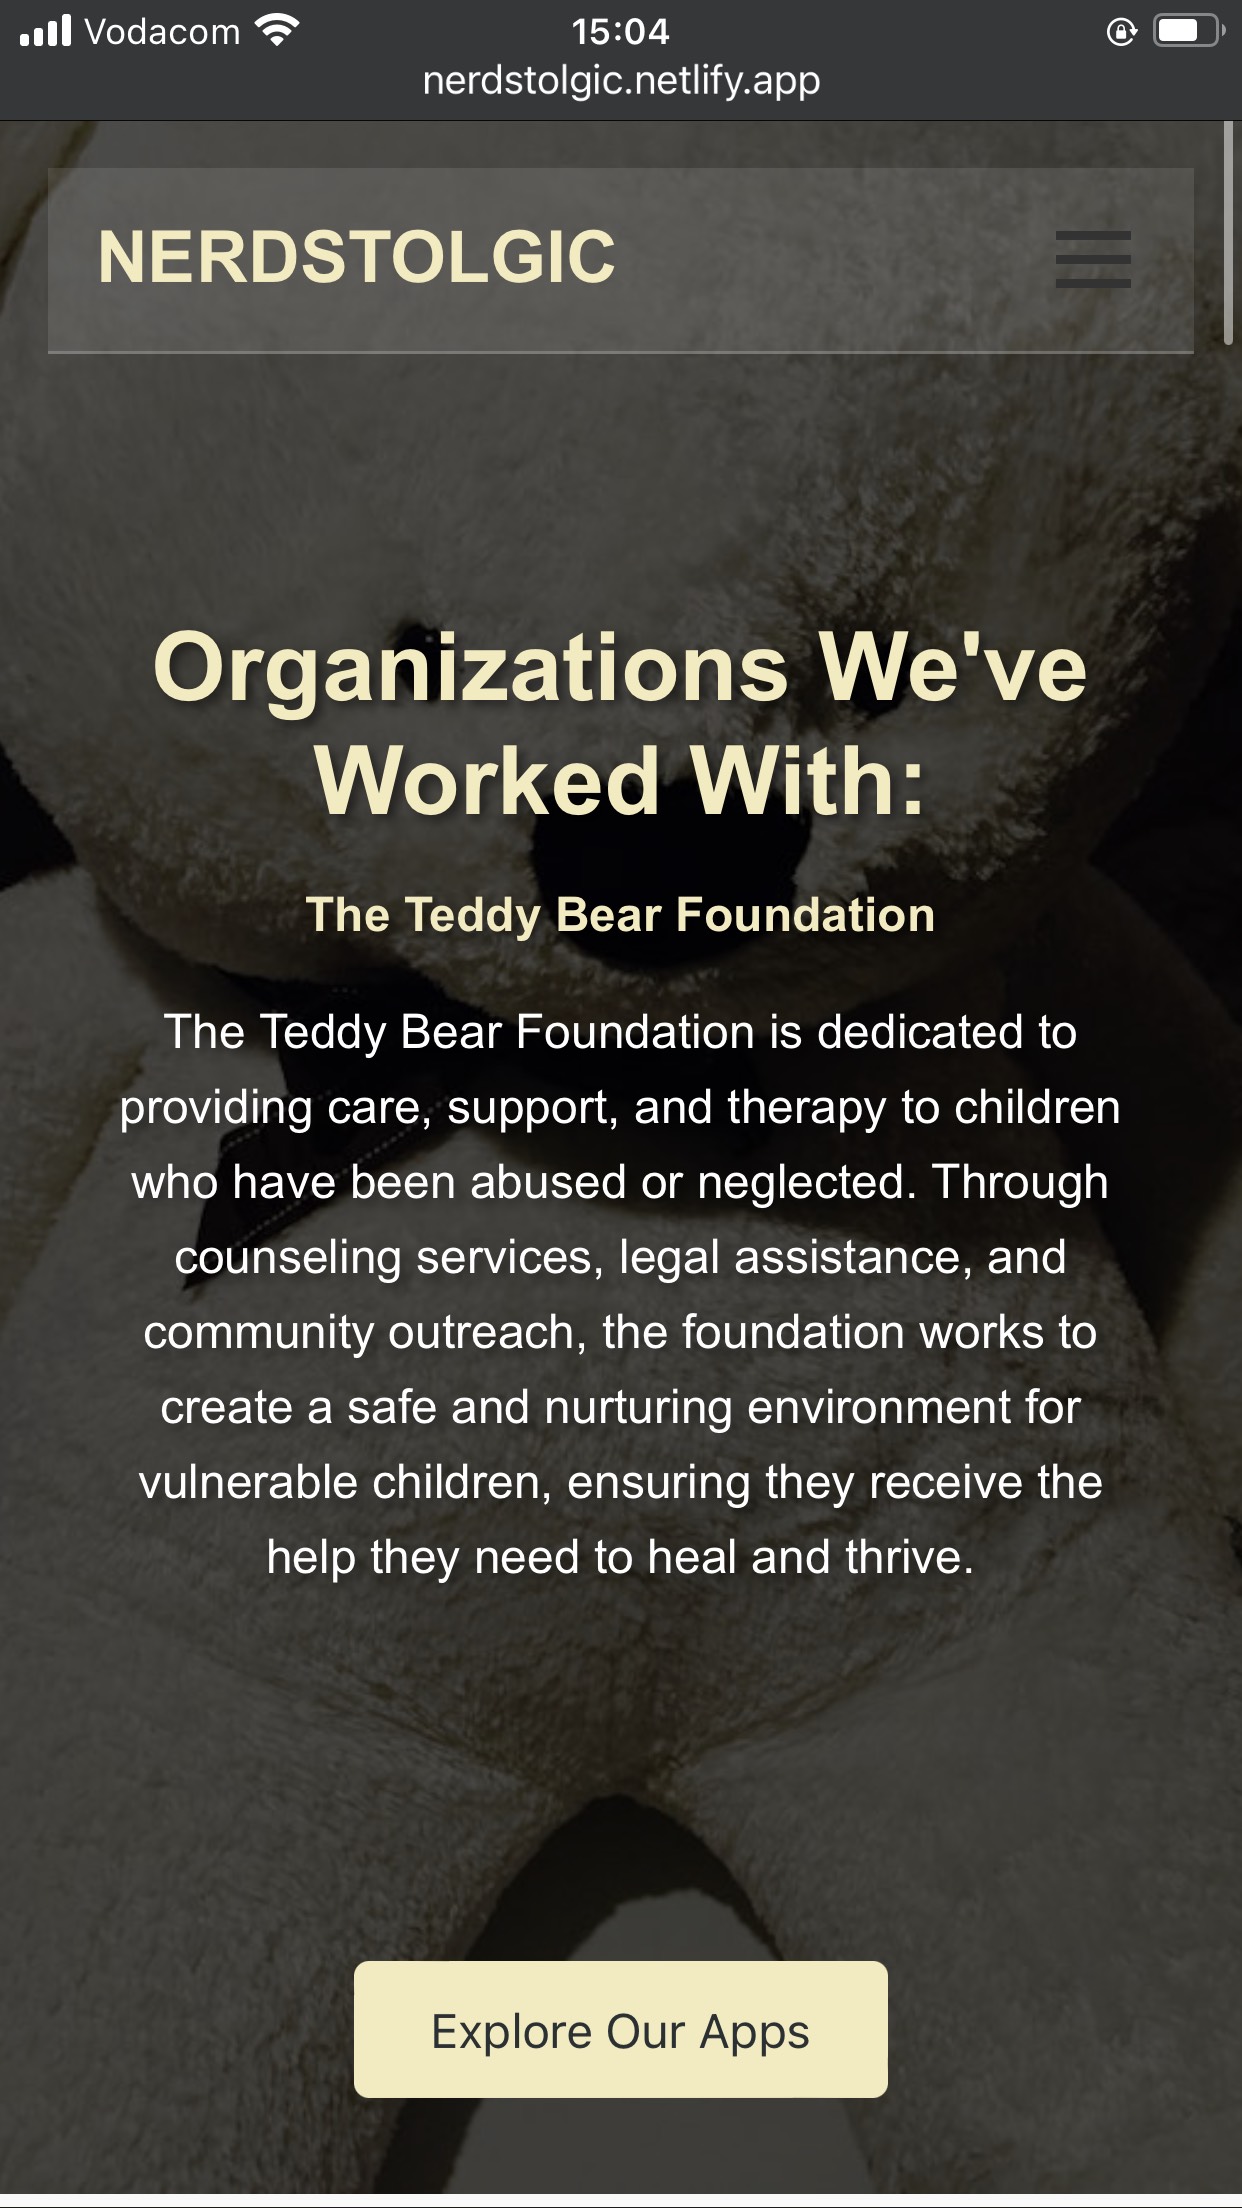 Vodacom 15:04
nerdstolgic.netlify.app
NERDSTOLGIC
Organizations We've
Worked With:
The Teddy Bear Foundation
The Teddy Bear Foundation is dedicated to
providing care, support, and therapy to children
who have been abused or neglected. Through
counseling services, legal assistance, and
community outreach, the foundation works to
create a safe and nurturing environment for
vulnerable children, ensuring they receive the
help they need to heal and thrive.
Explore Our Apps